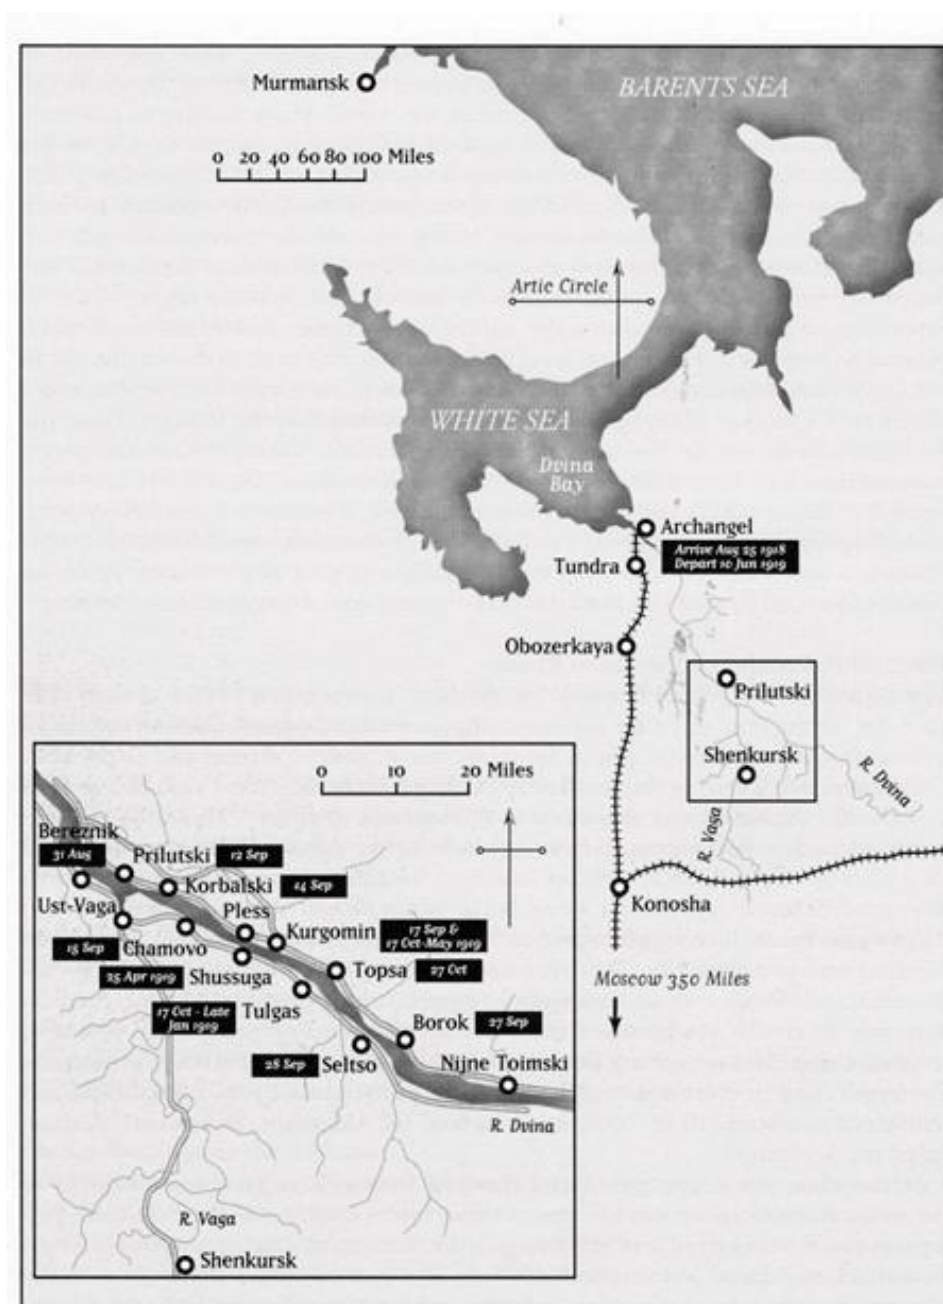 Murmansk
BARENTS SEA
0 20 40 60 80 100 Miles
Artic Circle
WHITE SEA
Dvina
Bay
Archangel
Arrive Aug 25 1918
Depart 10 Jun 1919
Tundra
Obozerkaya
Prilutski
Shenkursk
R. Dvina
R. Vaga
Konosha
Moscow 350 Miles
0 10 20 Miles
Bereznik
31 Aug
Prilutski
12 Sep
Korbalski
14 Sep
Ust-Vaga
Pless
Kurgomin
17 Sep &
17 Oct-May 1919
15 Sep
Chamovo
25 Apr 1919
Shussuga
Topsa
27 Oct
17 Oct - Late
Jan 1919
Tulgas
Borok
27 Sep
28 Sep
Seltso
Nijne Toimski
R. Dvina
R. Vaga
Shenkursk